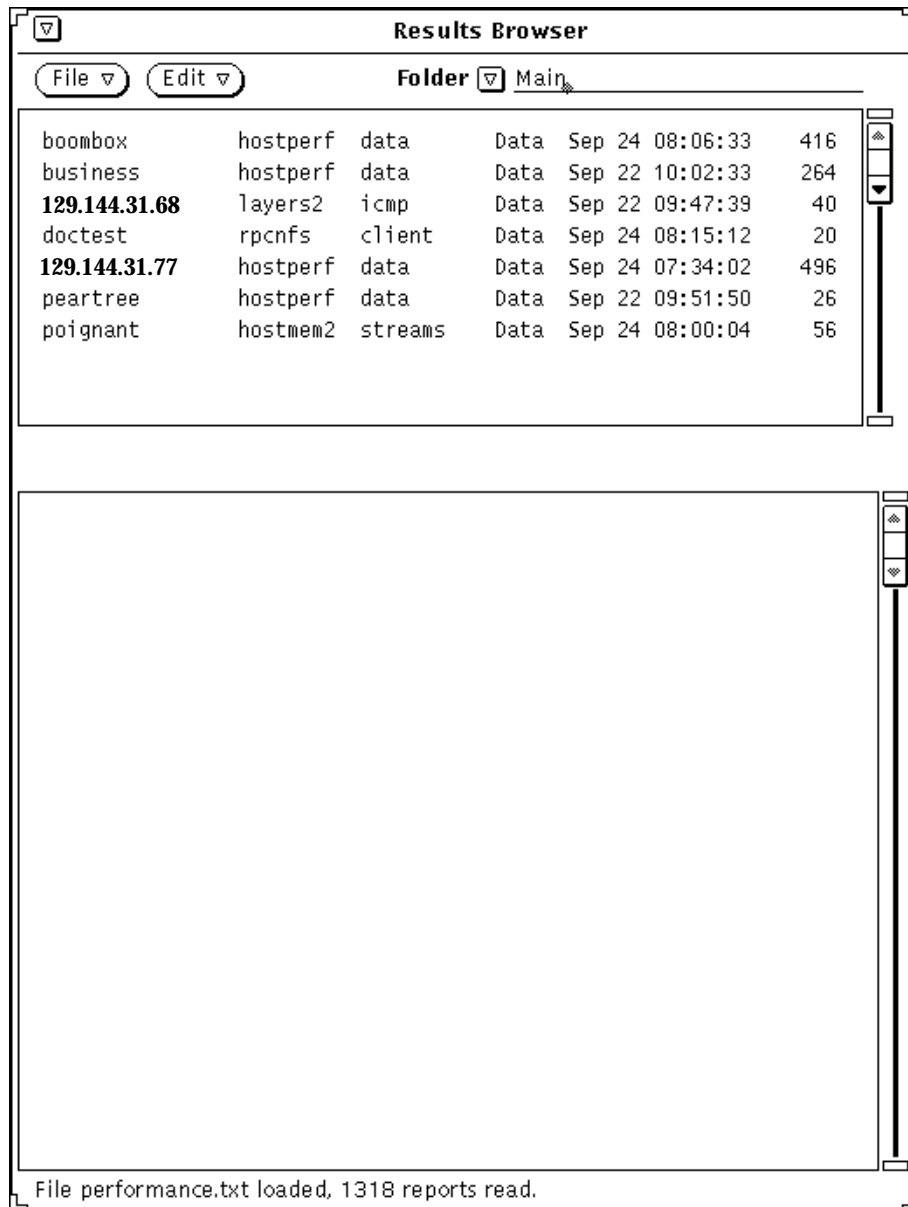 Results Browser
File Edit Folder Main
boombox hostperf data Data Sep 24 08:06:33 416
business hostperf data Data Sep 22 10:02:33 264
129.144.31.68 layers2 icmp Data Sep 22 09:47:39 40
doctest rpcnfs client Data Sep 24 08:15:12 20
129.144.31.77 hostperf data Data Sep 24 07:34:02 496
peartree hostperf data Data Sep 22 09:51:50 26
poignant hostmem2 streams Data Sep 24 08:00:04 56
File performance.txt loaded, 1318 reports read.